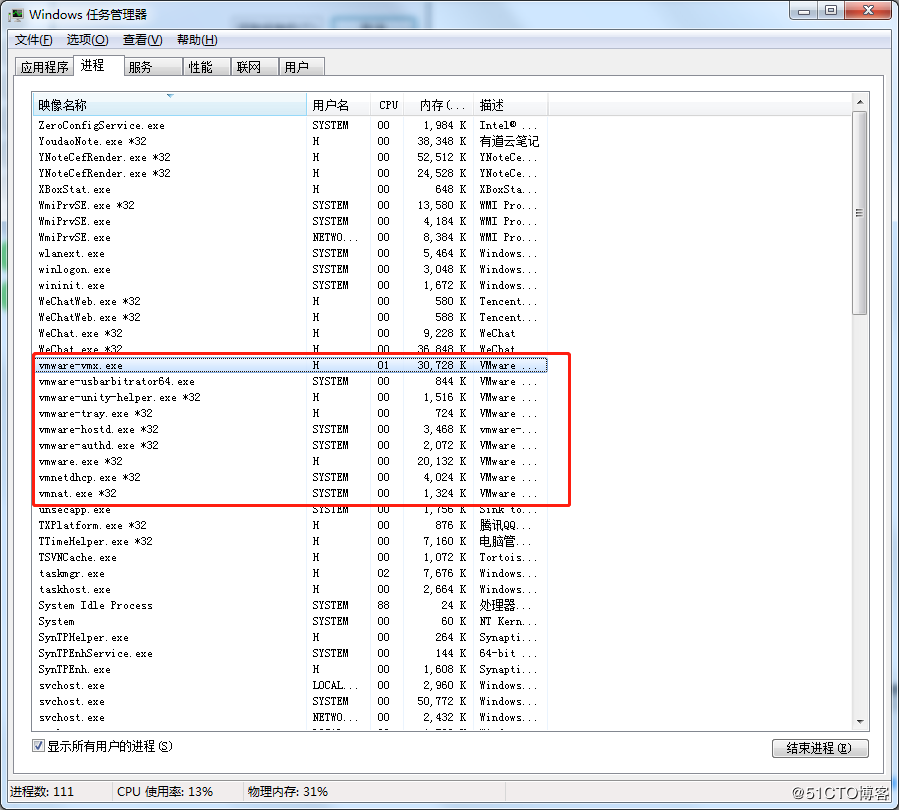 Windows 任务管理器
文件(F) 选项(O) 查看(V) 帮助(H)
应用程序 进程 服务 性能 联网 用户
映像名称 用户名 CPU 内存(... 描述
ZeroConfigService.exe SYSTEM 00 1,984 K Intel® ...
YoudaoNote.exe *32 H 00 38,348 K 有道云笔记
YNoteCefRender.exe *32 H 00 52,512 K YNoteCe...
YNoteCefRender.exe *32 H 00 24,528 K YNoteCe...
XBoxStat.exe H 00 648 K XBoxSta...
WmiPrvSE.exe *32 SYSTEM 00 13,580 K WMI Pro...
WmiPrvSE.exe SYSTEM 00 4,184 K WMI Pro...
WmiPrvSE.exe NETWO... 00 8,384 K WMI Pro...
wlanext.exe SYSTEM 00 5,464 K Windows...
winlogon.exe SYSTEM 00 3,048 K Windows...
wininit.exe SYSTEM 00 1,672 K Windows...
WeChatWeb.exe *32 H 00 580 K Tencent...
WeChatWeb.exe *32 H 00 588 K Tencent...
WeChat.exe *32 H 00 9,228 K WeChat
WeChat.exe *32 H 00 36,848 K WeChat
vmware-vmx.exe H 01 30,728 K VMware ...
vmware-usbarbitrator64.exe SYSTEM 00 844 K VMware ...
vmware-unity-helper.exe *32 H 00 1,516 K VMware ...
vmware-tray.exe *32 H 00 724 K VMware ...
vmware-hostd.exe *32 SYSTEM 00 3,468 K vmware-...
vmware-authd.exe *32 SYSTEM 00 2,072 K VMware ...
vmware.exe *32 H 00 20,132 K VMware ...
vmnetdhcp.exe *32 SYSTEM 00 4,024 K VMware ...
vmnat.exe *32 SYSTEM 00 1,324 K VMware ...
unsecapp.exe SYSTEM 00 1,756 K Sink to...
TXPlatform.exe *32 H 00 876 K 腾讯QQ...
TTimeHelper.exe *32 H 00 7,160 K 电脑管...
TSVNCache.exe H 00 1,072 K Tortois...
taskmgr.exe H 02 7,676 K Windows...
taskhost.exe H 00 2,664 K Windows...
System Idle Process SYSTEM 88 24 K 处理器...
System SYSTEM 00 60 K NT Kern...
SynTPHelper.exe H 00 264 K Synapti...
SynTPEnhService.exe SYSTEM 00 144 K 64-bit ...
SynTPEnh.exe H 00 1,608 K Synapti...
svchost.exe LOCAL... 00 2,960 K Windows...
svchost.exe SYSTEM 00 50,772 K Windows...
svchost.exe NETWO... 00 2,432 K Windows...
显示所有用户的进程(S) 结束进程(E)
进程数: 111 CPU 使用率: 13% 物理内存: 31%
@51CTO博客